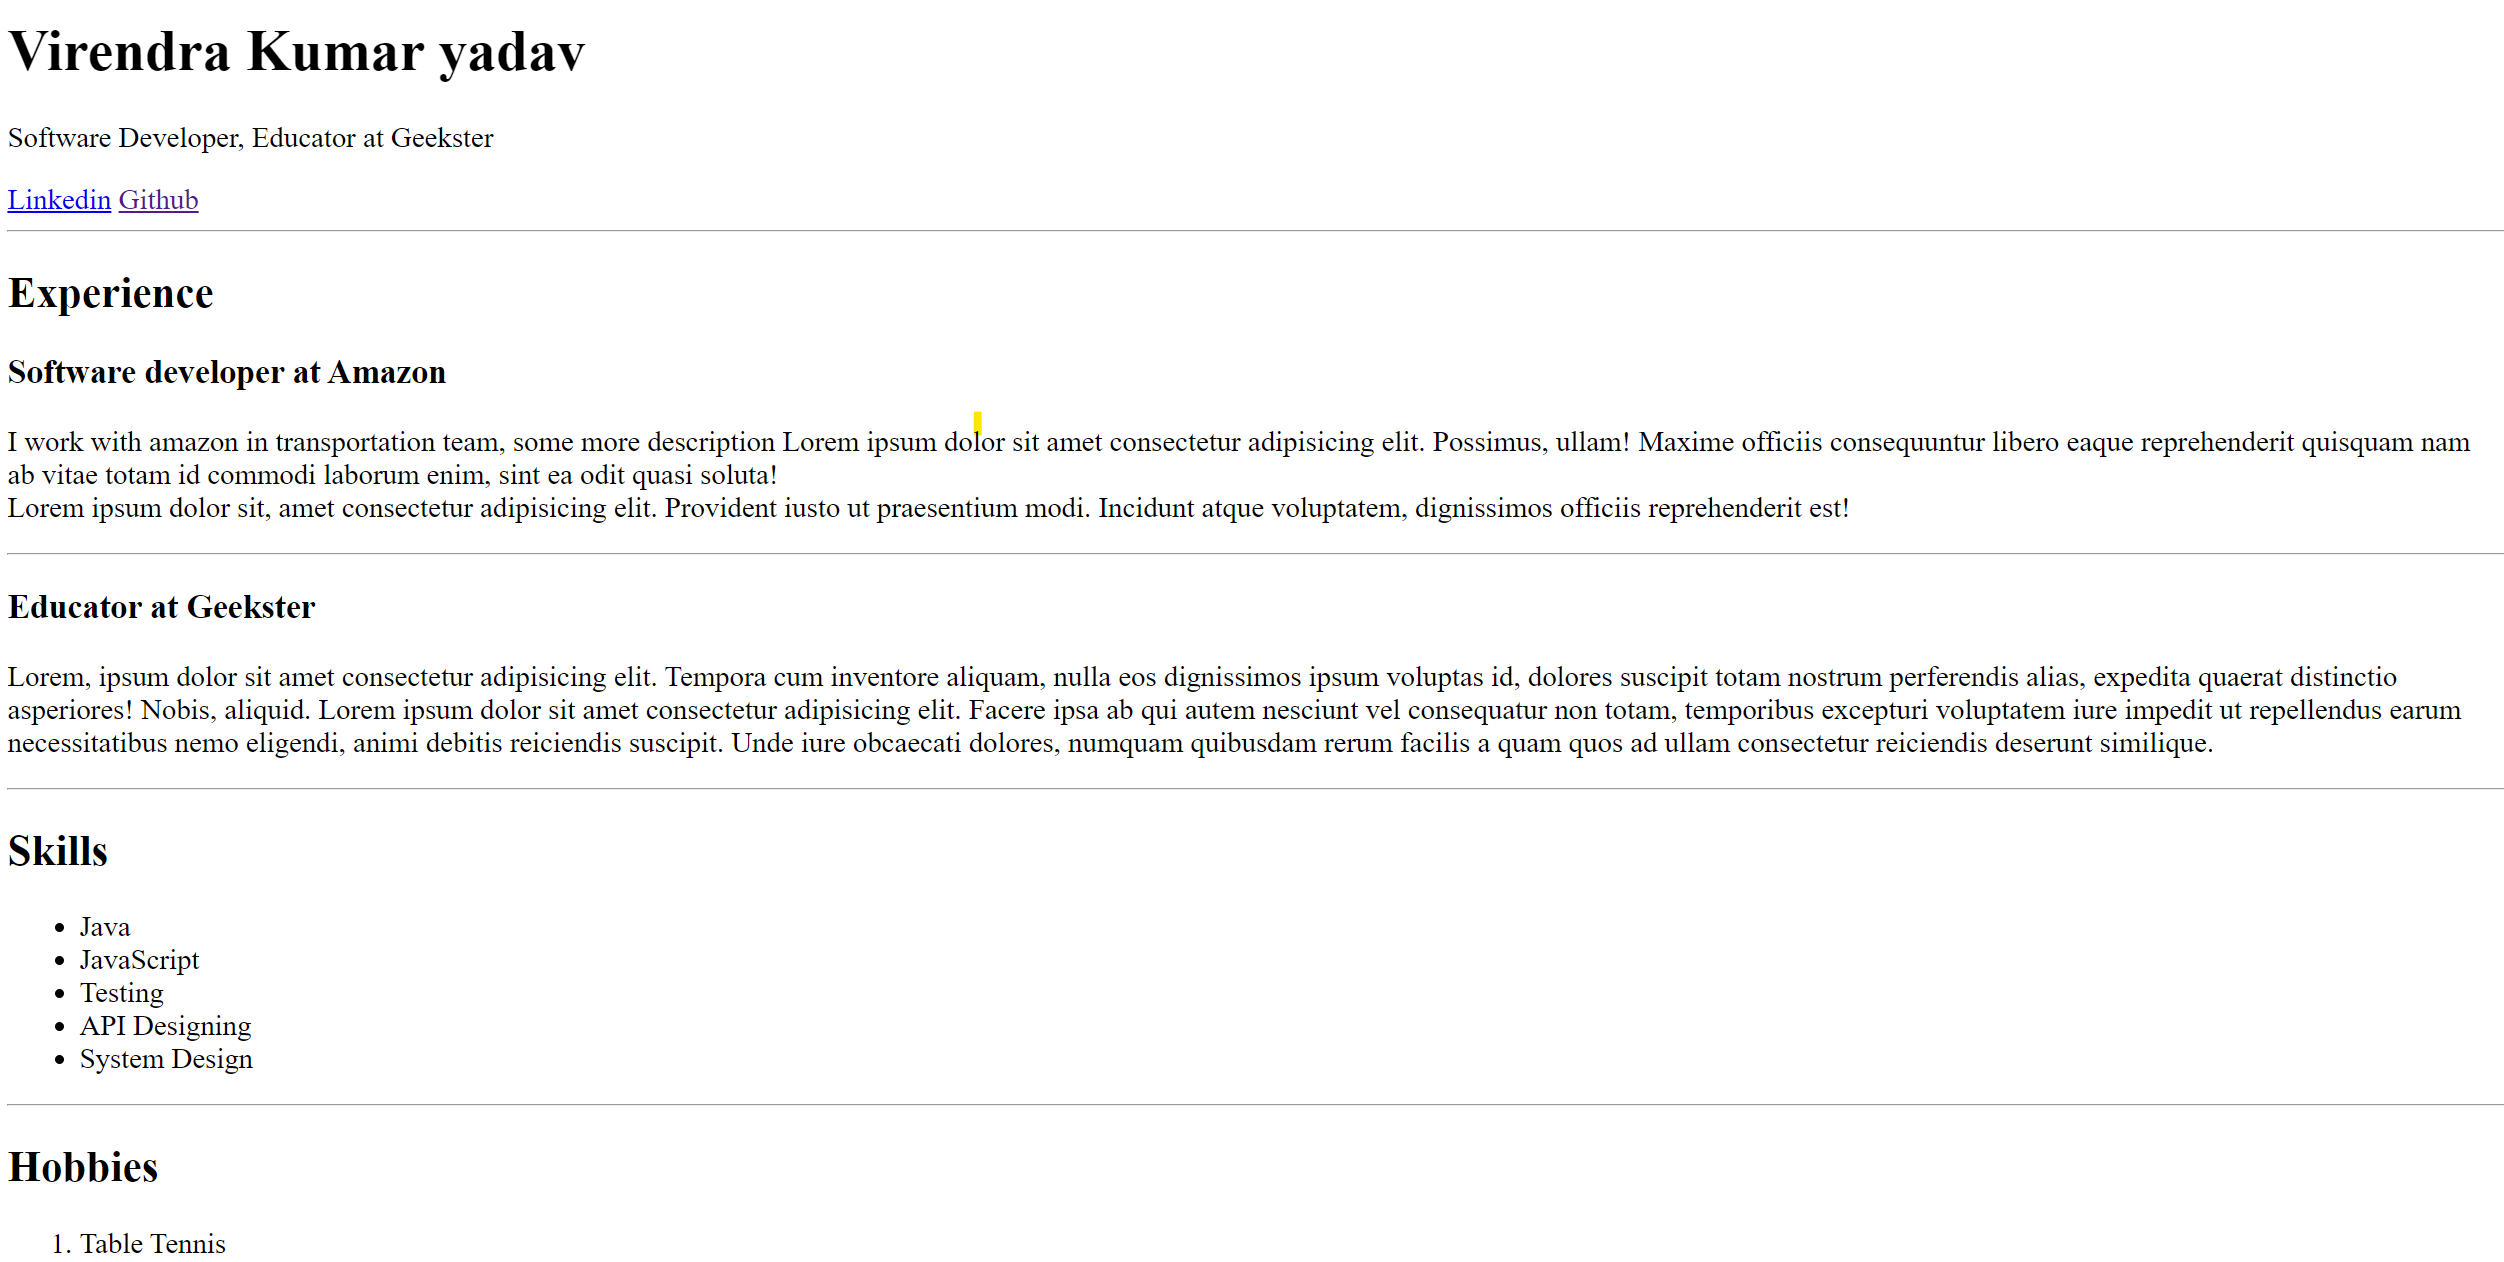 Virendra Kumar yadav
Software Developer, Educator at Geekster
Linkedin Github
Experience
Software developer at Amazon
I work with amazon in transportation team, some more description Lorem ipsum dolor sit amet consectetur adipisicing elit. Possimus, ullam! Maxime officiis consequuntur libero eaque reprehenderit quisquam nam
ab vitae totam id commodi laborum enim, sint ea odit quasi soluta!
Lorem ipsum dolor sit, amet consectetur adipisicing elit. Provident iusto ut praesentium modi. Incidunt atque voluptatem, dignissimos officiis reprehenderit est!
Educator at Geekster
Lorem, ipsum dolor sit amet consectetur adipisicing elit. Tempora cum inventore aliquam, nulla eos dignissimos ipsum voluptas id, dolores suscipit totam nostrum perferendis alias, expedita quaerat distinctio
asperiores! Nobis, aliquid. Lorem ipsum dolor sit amet consectetur adipisicing elit. Facere ipsa ab qui autem nesciunt vel consequatur non totam, temporibus excepturi voluptatem iure impedit ut repellendus earum
necessitatibus nemo eligendi, animi debitis reiciendis suscipit. Unde iure obcaecati dolores, numquam quibusdam rerum facilis a quam quos ad ullam consectetur reiciendis deserunt similique.
Skills
• Java
• JavaScript
• Testing
• API Designing
• System Design
Hobbies
1. Table Tennis